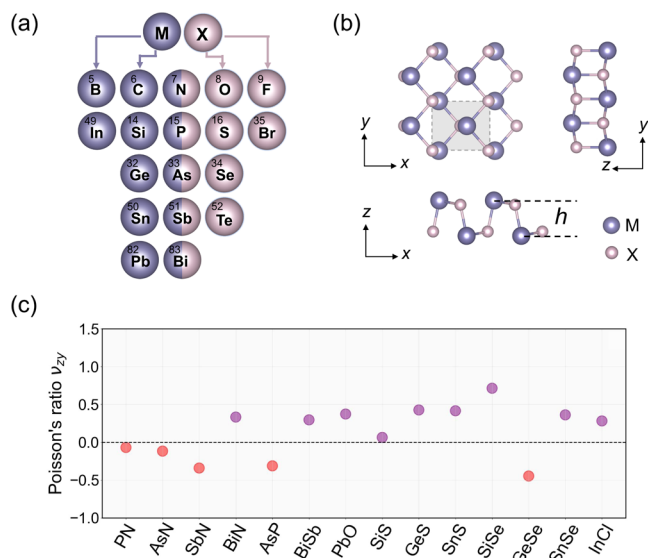 (a)
M X
5 B 6 C 7 N 8 O 9 F
49 In 14 Si 15 P 16 S 35 Br
32 Ge 33 As 34 Se
50 Sn 51 Sb 52 Te
82 Pb 83 Bi
(b)
y
x
y
z
z
x
h
M
X
(c)
Poisson's ratio νzy
1.5
1.0
0.5
0.0
−0.5
−1.0
PN AsN SbN BiN AsP BiSb PbO SiS GeS SnS SiSe GeSe SnSe InCl